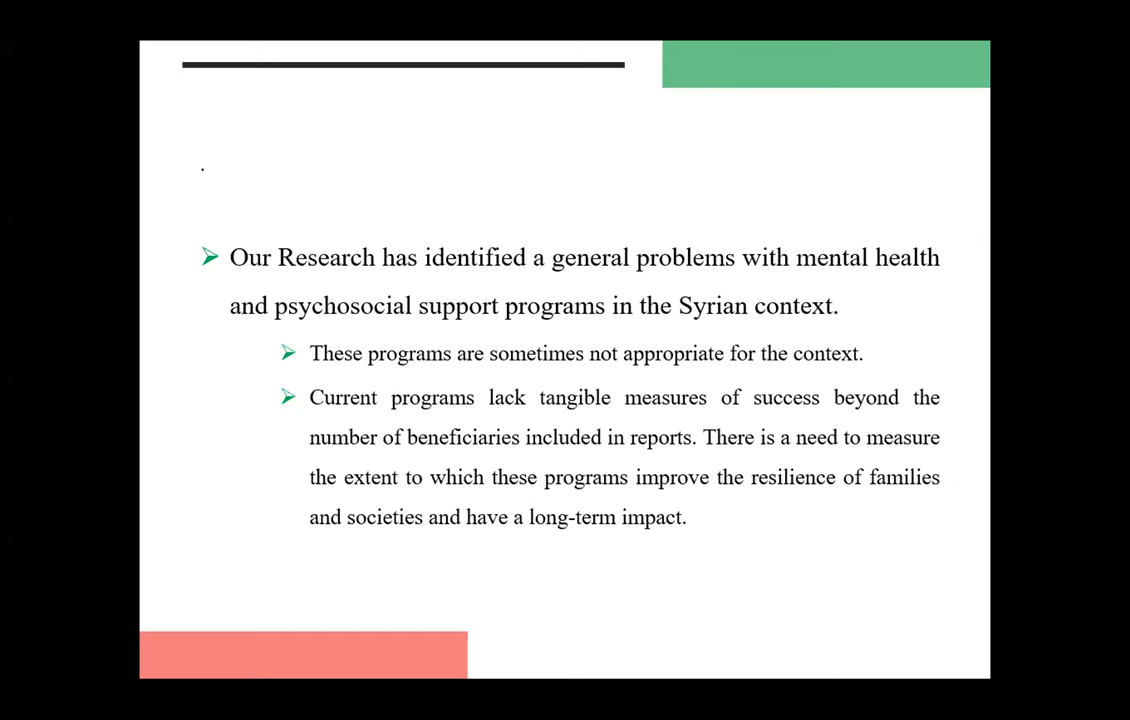 .
Our Research has identified a general problems with mental health
and psychosocial support programs in the Syrian context.
These programs are sometimes not appropriate for the context.
Current programs lack tangible measures of success beyond the
number of beneficiaries included in reports. There is a need to measure
the extent to which these programs improve the resilience of families
and societies and have a long-term impact.